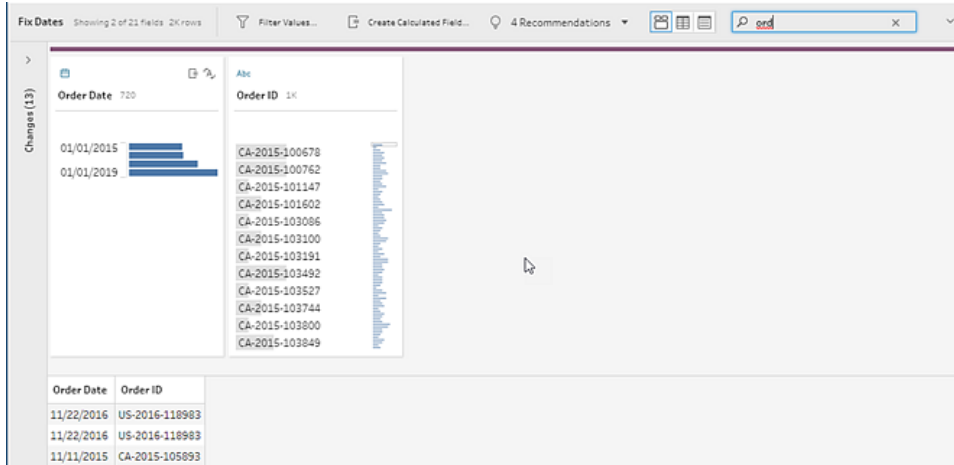 Fix Dates Showing 2 of 21 fields 2K rows Filter Values... Create Calculated Field... 4 Recommendations ord
Changes (13)
Abc
Order Date 720
Order ID 1K
01/01/2015
01/01/2019
CA-2015-100678
CA-2015-100762
CA-2015-101147
CA-2015-101602
CA-2015-103086
CA-2015-103100
CA-2015-103191
CA-2015-103492
CA-2015-103527
CA-2015-103744
CA-2015-103800
CA-2015-103849
Order Date Order ID
11/22/2016 US-2016-118983
11/22/2016 US-2016-118983
11/11/2015 CA-2015-105893